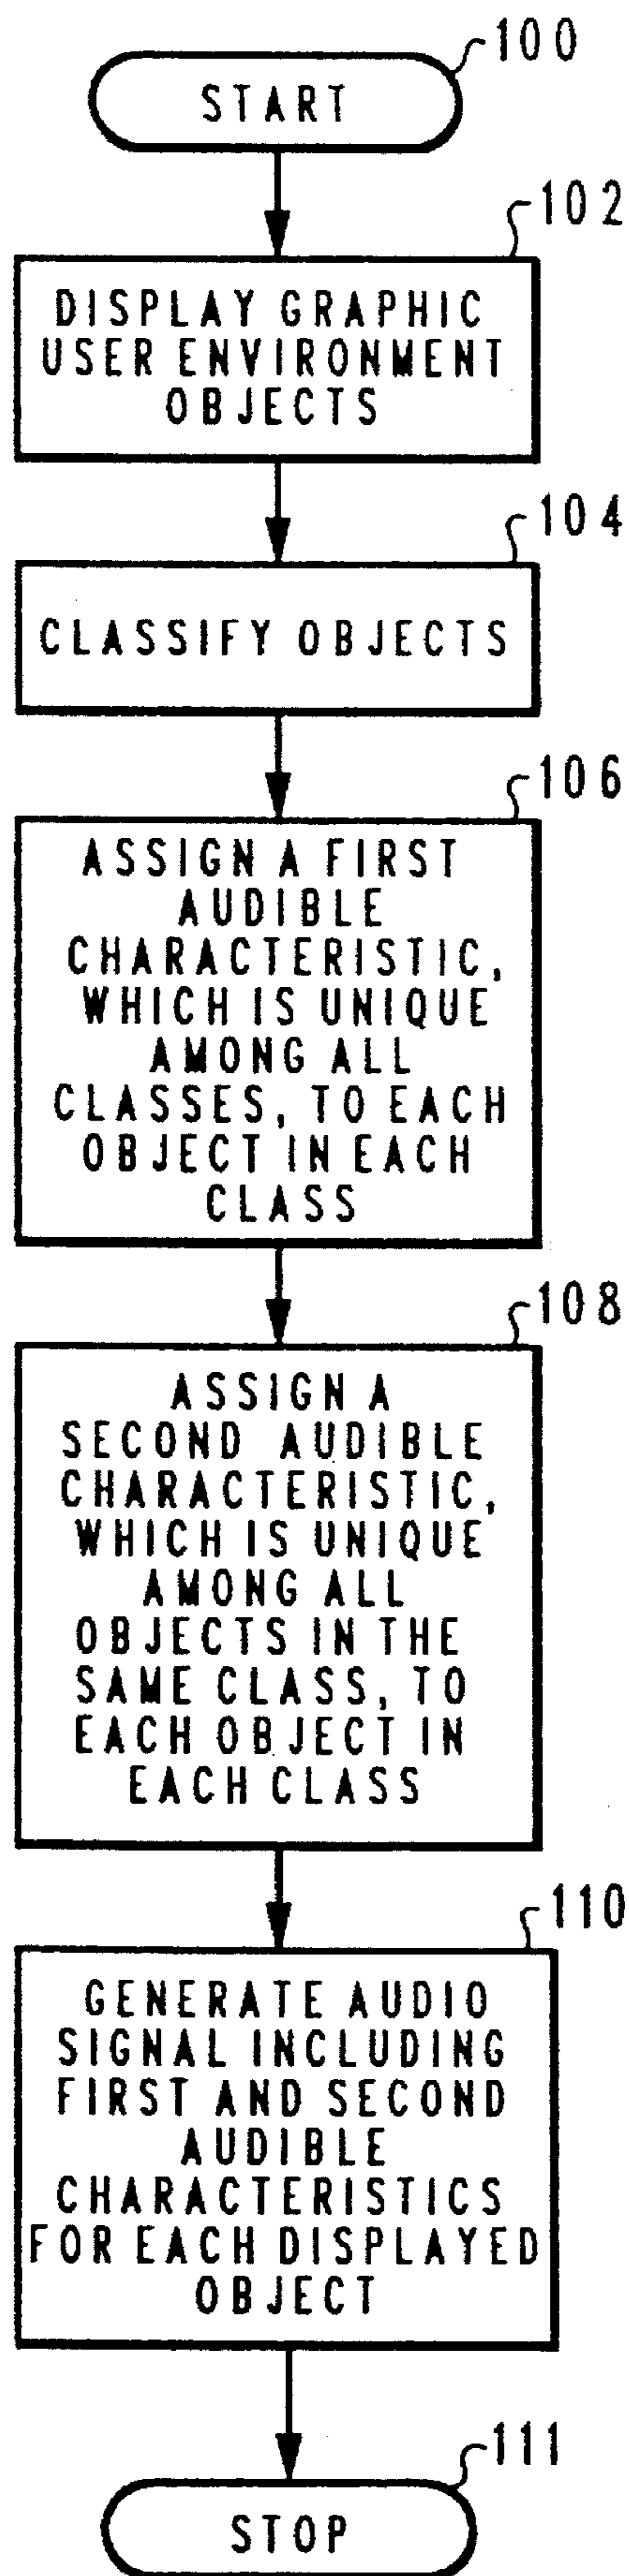 100
START
102
DISPLAY GRAPHIC
USER ENVIRONMENT
OBJECTS
104
CLASSIFY OBJECTS
106
ASSIGN A FIRST
AUDIBLE
CHARACTERISTIC,
WHICH IS UNIQUE
AMONG ALL
CLASSES, TO EACH
OBJECT IN EACH
CLASS
108
ASSIGN A
SECOND AUDIBLE
CHARACTERISTIC,
WHICH IS UNIQUE
AMONG ALL
OBJECTS IN THE
SAME CLASS, TO
EACH OBJECT IN
EACH CLASS
110
GENERATE AUDIO
SIGNAL INCLUDING
FIRST AND SECOND
AUDIBLE
CHARACTERISTICS
FOR EACH DISPLAYED
OBJECT
111
STOP